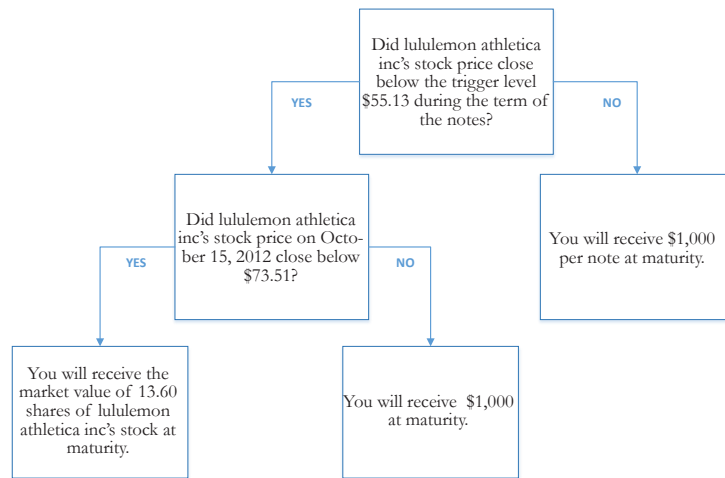 Did lululemon athletica
inc's stock price close
below the trigger level
$55.13 during the term of
the notes?
YES
NO
Did lululemon athletica
inc's stock price on Octo-
ber 15, 2012 close below
$73.51?
You will receive $1,000
per note at maturity.
YES
NO
You will receive the
market value of 13.60
shares of lululemon
athletica inc's stock at
maturity.
You will receive $1,000
at maturity.